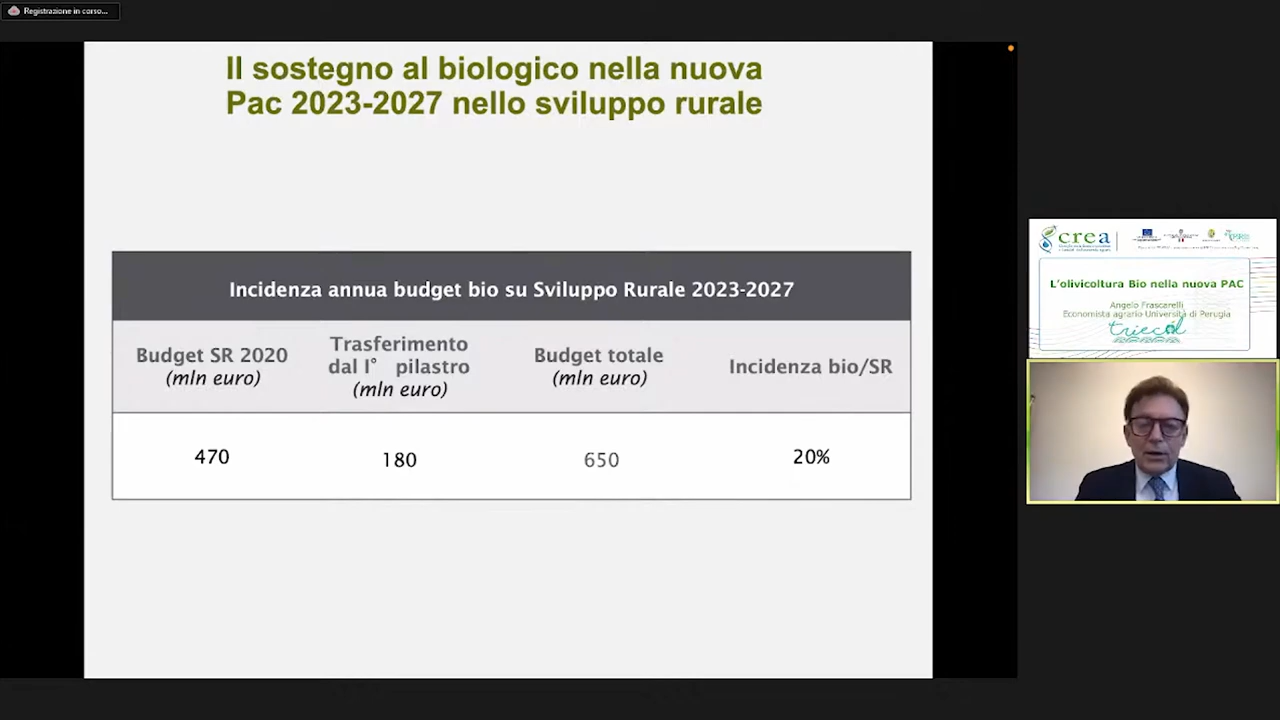 Registrazione in corso...
Il sostegno al biologico nella nuova
Pac 2023-2027 nello sviluppo rurale
Incidenza annua budget bio su Sviluppo Rurale 2023-2027
Budget SR 2020
(mln euro)
Trasferimento
dal I° pilastro
(mln euro)
Budget totale
(mln euro)
Incidenza bio/SR
470
180
650
20%
crea
L'olivicoltura Bio nella nuova PAC
Angelo Frascarelli
Economista agrario Università di Perugia